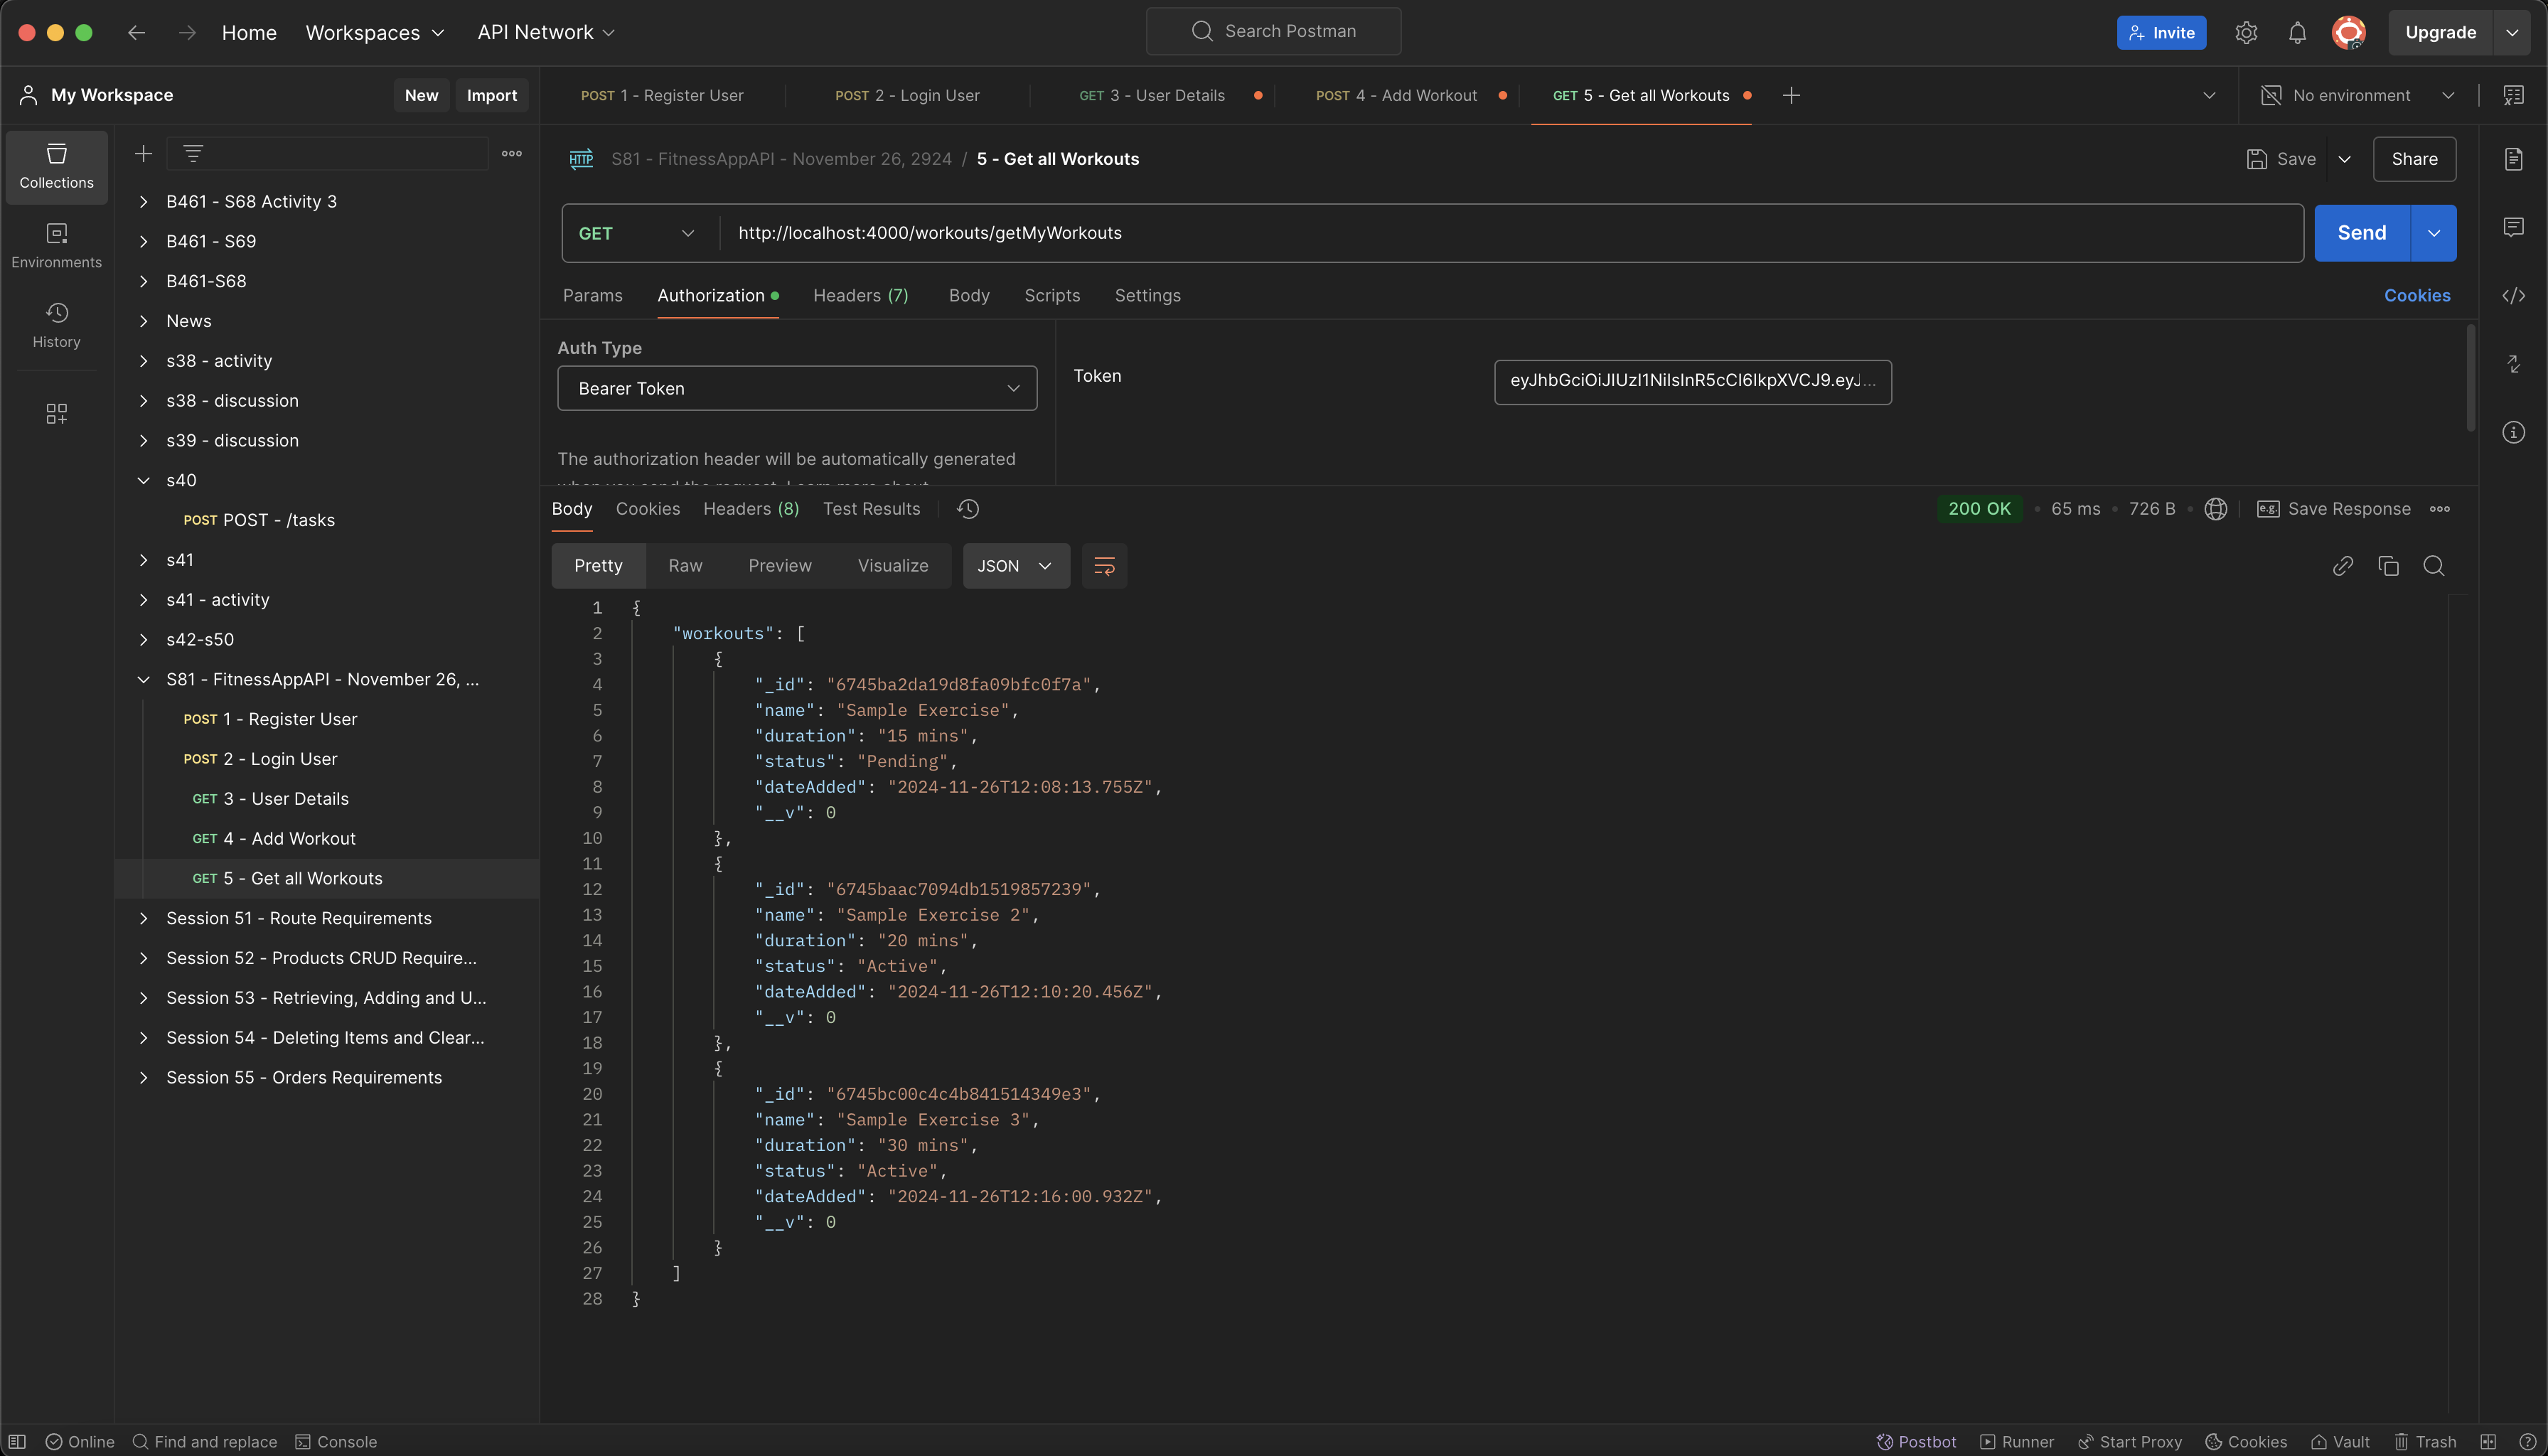 Home Workspaces API Network Search Postman Invite Upgrade
My Workspace New Import
POST 1 - Register User POST 2 - Login User GET 3 - User Details POST 4 - Add Workout GET 5 - Get all Workouts No environment
Collections
Environments
History
B461 - S68 Activity 3
B461 - S69
B461-S68
News
s38 - activity
s38 - discussion
s39 - discussion
s40
POST POST - /tasks
s41
s41 - activity
s42-s50
S81 - FitnessAppAPI - November 26, ...
POST 1 - Register User
POST 2 - Login User
GET 3 - User Details
GET 4 - Add Workout
GET 5 - Get all Workouts
Session 51 - Route Requirements
Session 52 - Products CRUD Require...
Session 53 - Retrieving, Adding and U...
Session 54 - Deleting Items and Clear...
Session 55 - Orders Requirements
HTTP S81 - FitnessAppAPI - November 26, 2924 / 5 - Get all Workouts Save Share
GET http://localhost:4000/workouts/getMyWorkouts Send
Params Authorization Headers (7) Body Scripts Settings Cookies
Auth Type
Bearer Token
Token eyJhbGciOiJIUzI1NiIsInR5cCI6IkpXVCJ9.eyJ...
The authorization header will be automatically generated
when you send the request. Learn more about
Body Cookies Headers (8) Test Results 200 OK • 65 ms • 726 B • e.g. Save Response
Pretty Raw Preview Visualize JSON
1 {
2 "workouts": [
3 {
4 "_id": "6745ba2da19d8fa09bfc0f7a",
5 "name": "Sample Exercise",
6 "duration": "15 mins",
7 "status": "Pending",
8 "dateAdded": "2024-11-26T12:08:13.755Z",
9 "__v": 0
10 },
11 {
12 "_id": "6745baac7094db1519857239",
13 "name": "Sample Exercise 2",
14 "duration": "20 mins",
15 "status": "Active",
16 "dateAdded": "2024-11-26T12:10:20.456Z",
17 "__v": 0
18 },
19 {
20 "_id": "6745bc00c4c4b841514349e3",
21 "name": "Sample Exercise 3",
22 "duration": "30 mins",
23 "status": "Active",
24 "dateAdded": "2024-11-26T12:16:00.932Z",
25 "__v": 0
26 }
27 ]
28 }
Online Find and replace Console Postbot Runner Start Proxy Cookies Vault Trash